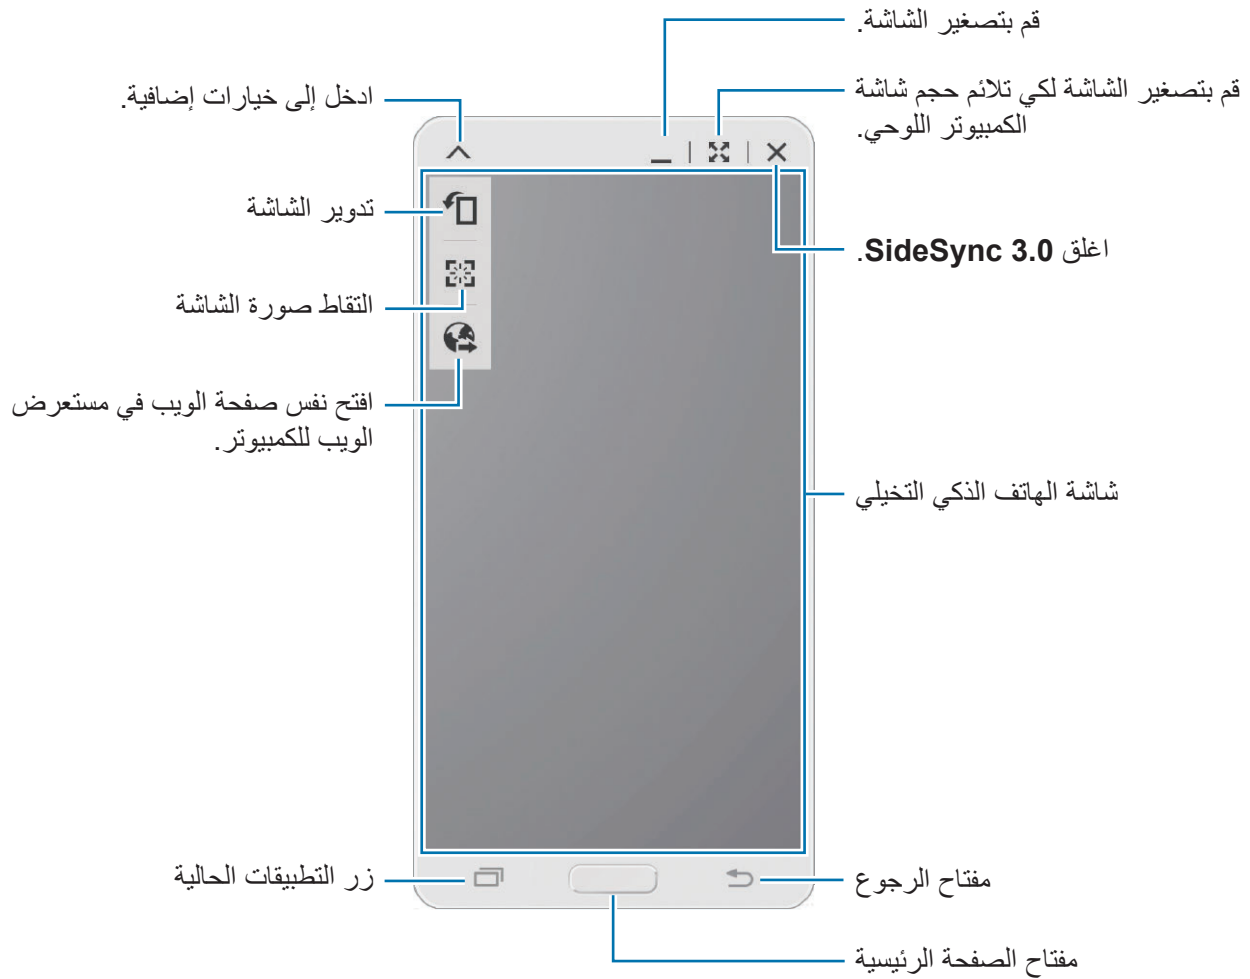 قم بتصغير الشاشة.
قم بتصغير الشاشة لكي تلائم حجم شاشة
الكمبيوتر اللوحي.
اغلق SideSync 3.0.
شاشة الهاتف الذكي التخيلي
مفتاح الرجوع
مفتاح الصفحة الرئيسية
ادخل إلى خيارات إضافية.
تدوير الشاشة
التقاط صورة الشاشة
افتح نفس صفحة الويب في مستعرض
الويب للكمبيوتر.
زر التطبيقات الحالية